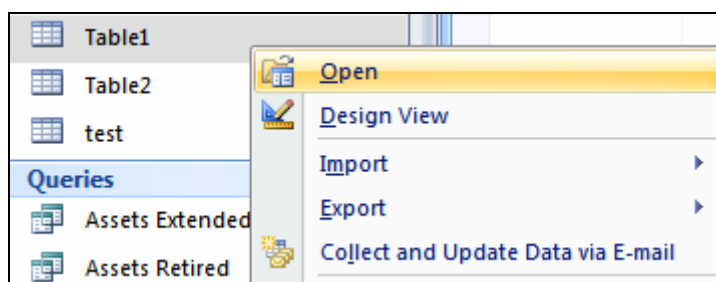 Table1
Table2
test
Queries
Assets Extended
Assets Retired
Open
Design View
Import
Export
Collect and Update Data via E-mail